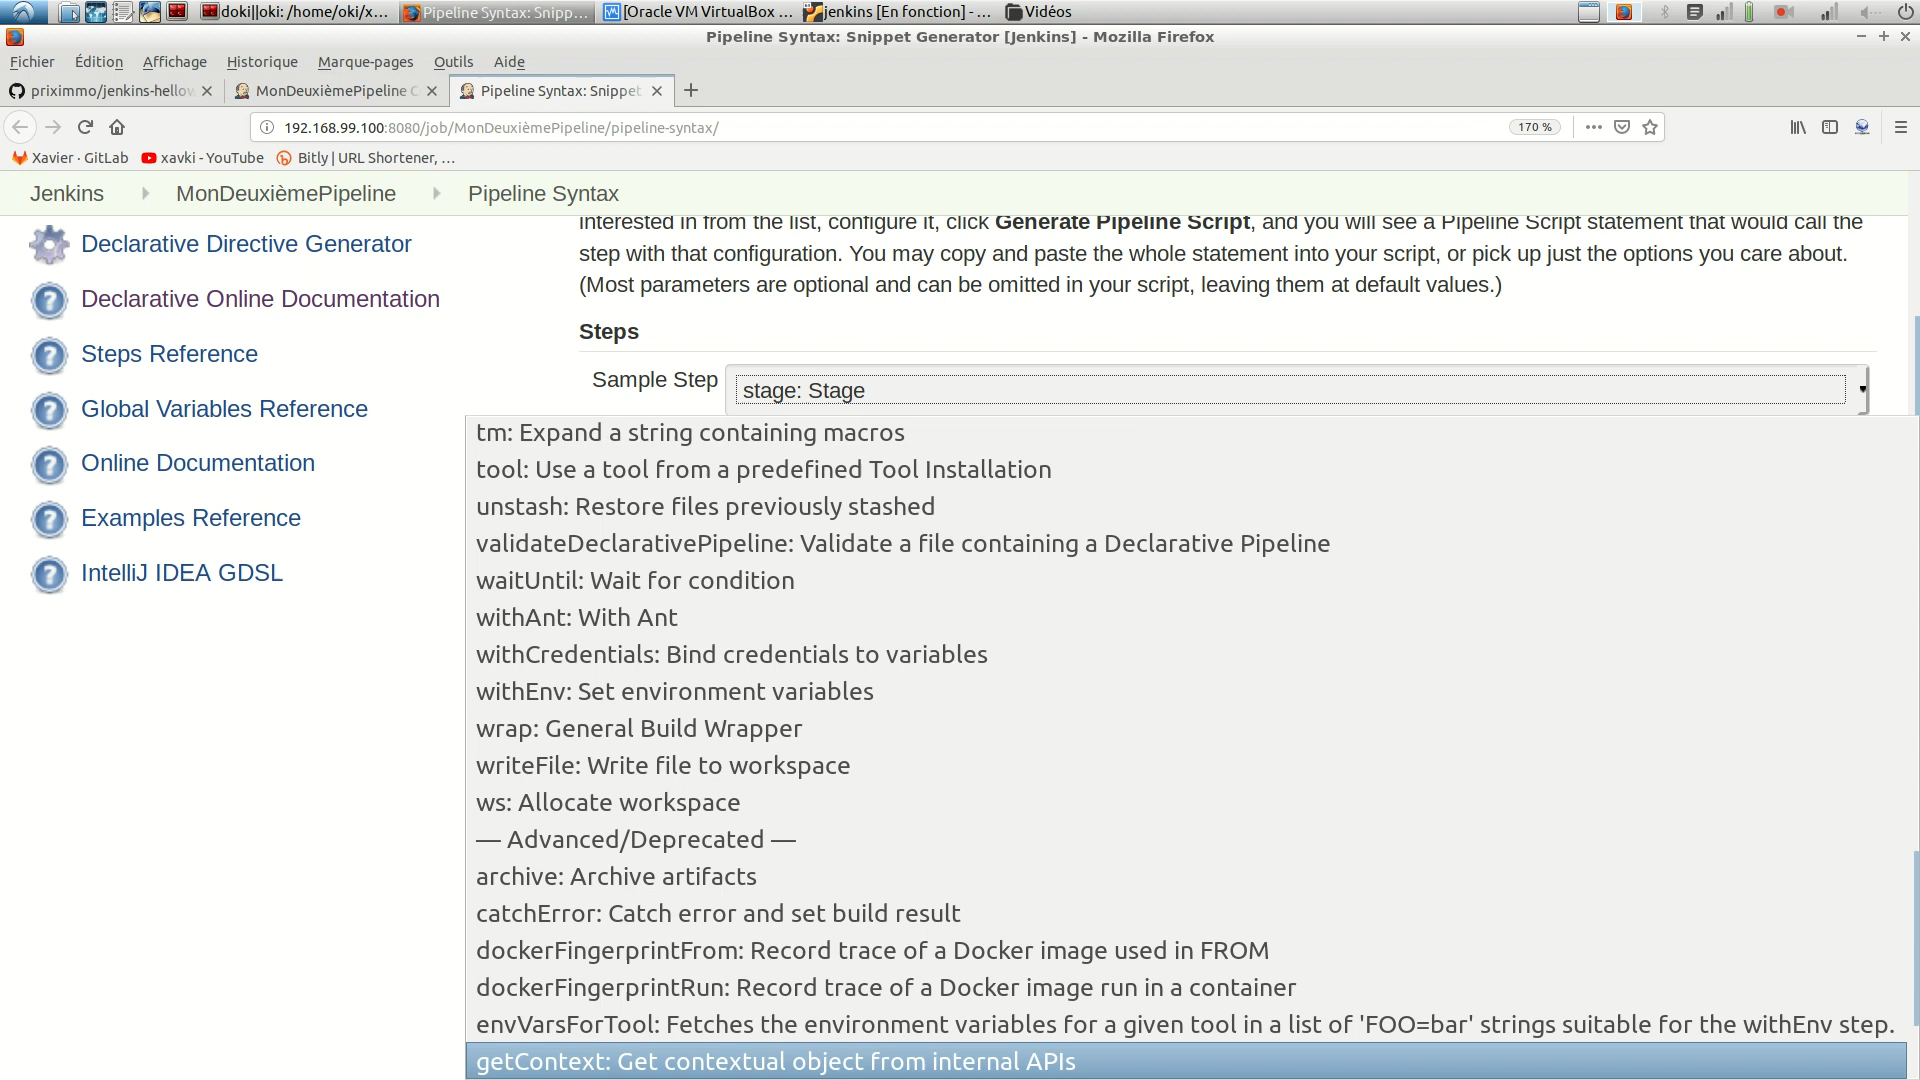 doki||oki: /home/oki/x...
Pipeline Syntax: Snipp...
[Oracle VM VirtualBox ...
jenkins [En fonction] - ...
Vidéos
Pipeline Syntax: Snippet Generator [Jenkins] - Mozilla Firefox
Fichier Édition Affichage Historique Marque-pages Outils Aide
priximmo/jenkins-hellow
MonDeuxièmePipeline C
Pipeline Syntax: Snippet
192.168.99.100:8080/job/MonDeuxièmePipeline/pipeline-syntax/
170 %
Xavier · GitLab
xavki - YouTube
Bitly | URL Shortener, ...
Jenkins MonDeuxièmePipeline Pipeline Syntax
Declarative Directive Generator
Declarative Online Documentation
Steps Reference
Global Variables Reference
Online Documentation
Examples Reference
IntelliJ IDEA GDSL
interested in from the list, configure it, click Generate Pipeline Script, and you will see a Pipeline Script statement that would call the
step with that configuration. You may copy and paste the whole statement into your script, or pick up just the options you care about.
(Most parameters are optional and can be omitted in your script, leaving them at default values.)
Steps
Sample Step
stage: Stage
tm: Expand a string containing macros
tool: Use a tool from a predefined Tool Installation
unstash: Restore files previously stashed
validateDeclarativePipeline: Validate a file containing a Declarative Pipeline
waitUntil: Wait for condition
withAnt: With Ant
withCredentials: Bind credentials to variables
withEnv: Set environment variables
wrap: General Build Wrapper
writeFile: Write file to workspace
ws: Allocate workspace
— Advanced/Deprecated —
archive: Archive artifacts
catchError: Catch error and set build result
dockerFingerprintFrom: Record trace of a Docker image used in FROM
dockerFingerprintRun: Record trace of a Docker image run in a container
envVarsForTool: Fetches the environment variables for a given tool in a list of 'FOO=bar' strings suitable for the withEnv step.
getContext: Get contextual object from internal APIs